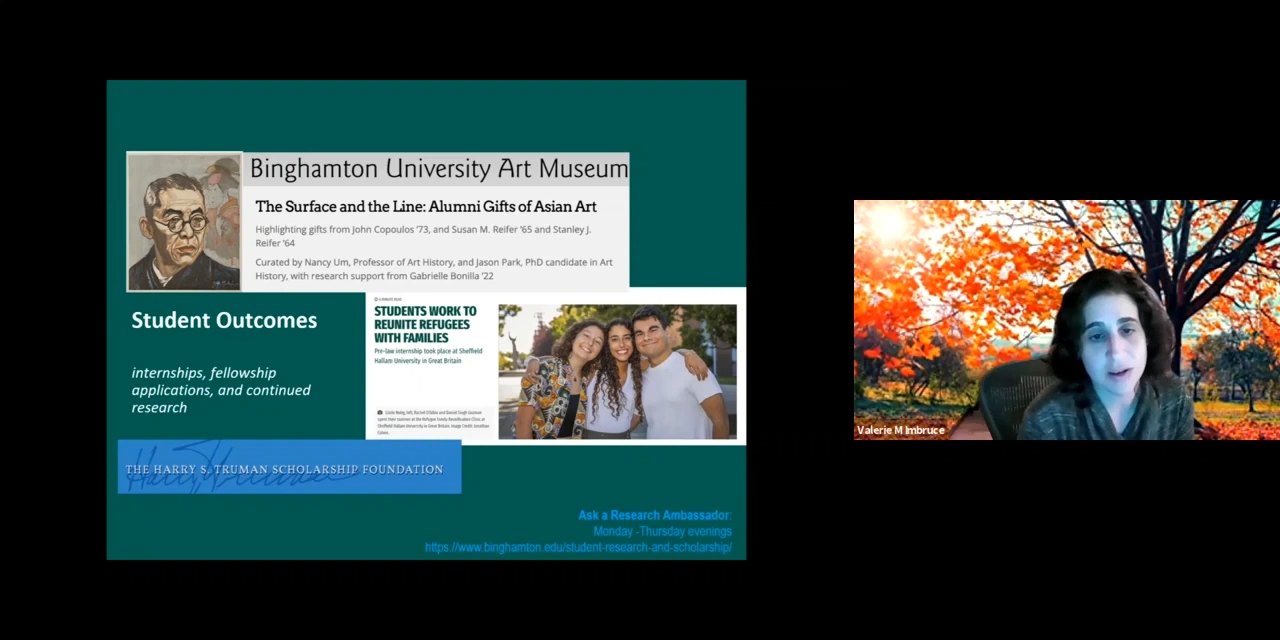 Binghamton University Art Museum
The Surface and the Line: Alumni Gifts of Asian Art
Highlighting gifts from John Copoulos '73, and Susan M. Reifer '65 and Stanley J.
Reifer '64
Curated by Nancy Um, Professor of Art History, and Jason Park, PhD candidate in Art
History, with research support from Gabrielle Bonilla '22
Student Outcomes
internships, fellowship
applications, and continued
research
STUDENTS WORK TO
REUNITE REFUGEES
WITH FAMILIES
Pre-law internship took place at Sheffield
Hallam University in Great Britain
THE HARRY S. TRUMAN SCHOLARSHIP FOUNDATION
Ask a Research Ambassador:
Monday -Thursday evenings
https://www.binghamton.edu/student-research-and-scholarship/
Valerie M Imbruce